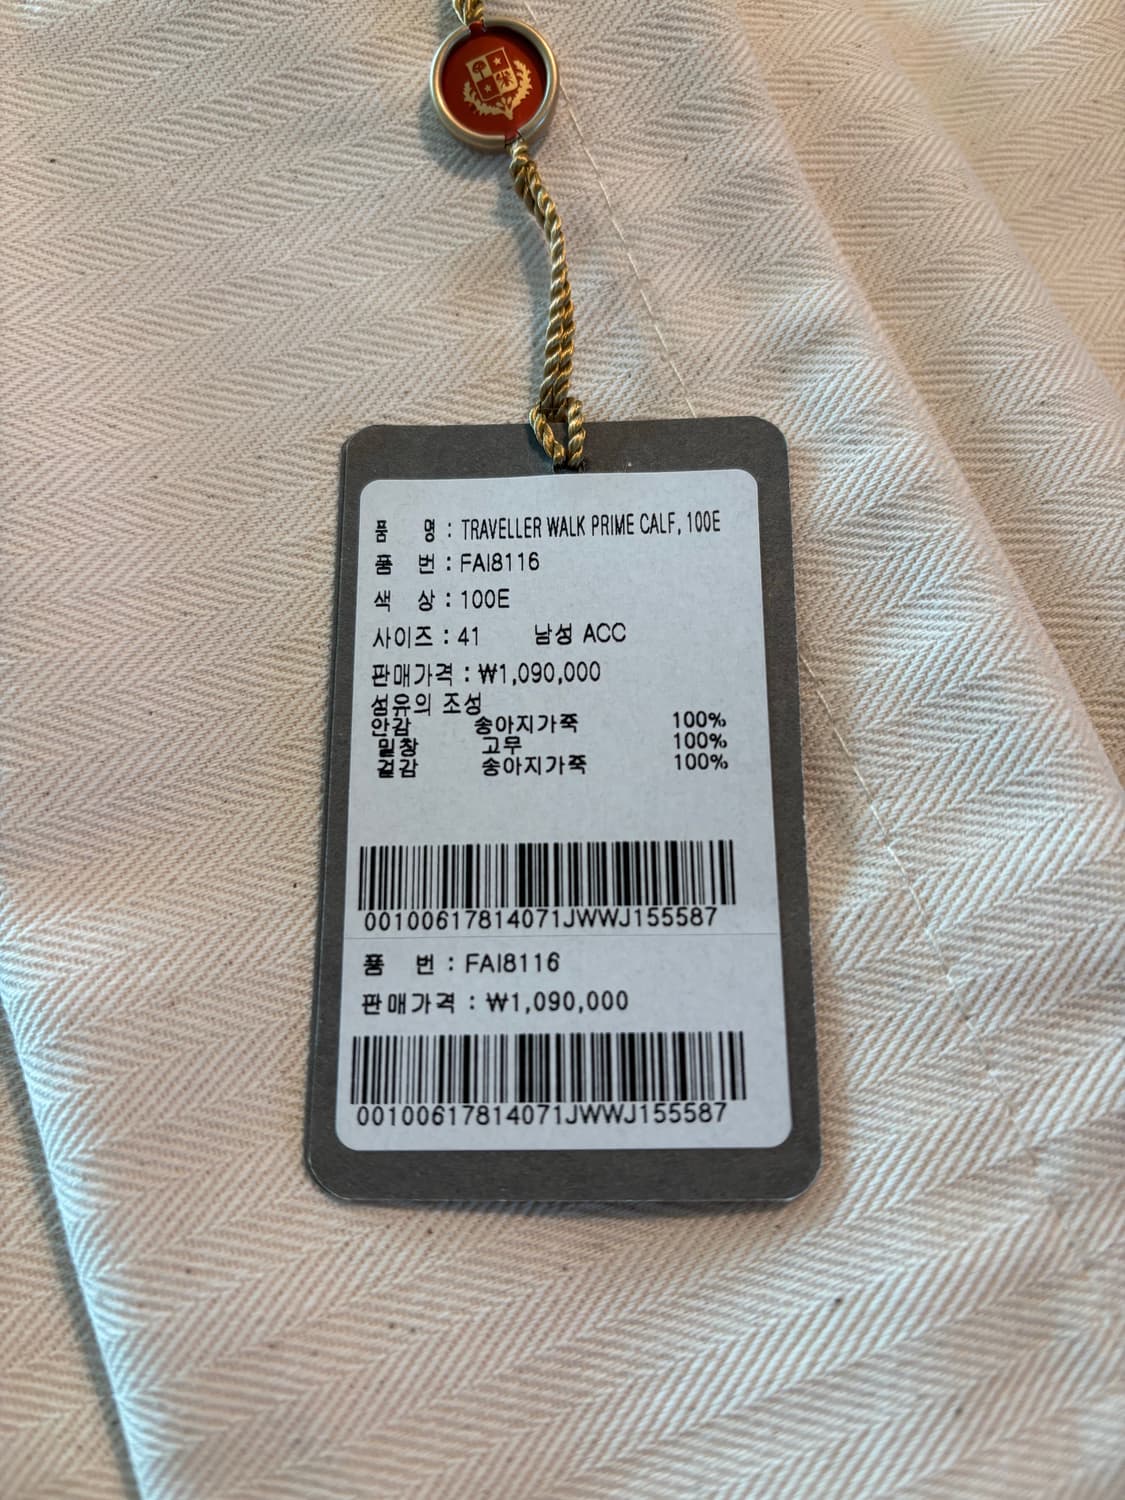 품 명 : TRAVELLER WALK PRIME CALF, 100E
품 번 : FAI8116
색 상 : 100E
사이즈 : 41 남성 ACC
판매가격 : ₩1,090,000
섬유의 조성
안감 송아지가죽 100%
밑창 고무 100%
겉감 송아지가죽 100%
00100617814071JWWJ155587
품 번 : FAI8116
판매가격 : ₩1,090,000
00100617814071JWWJ155587